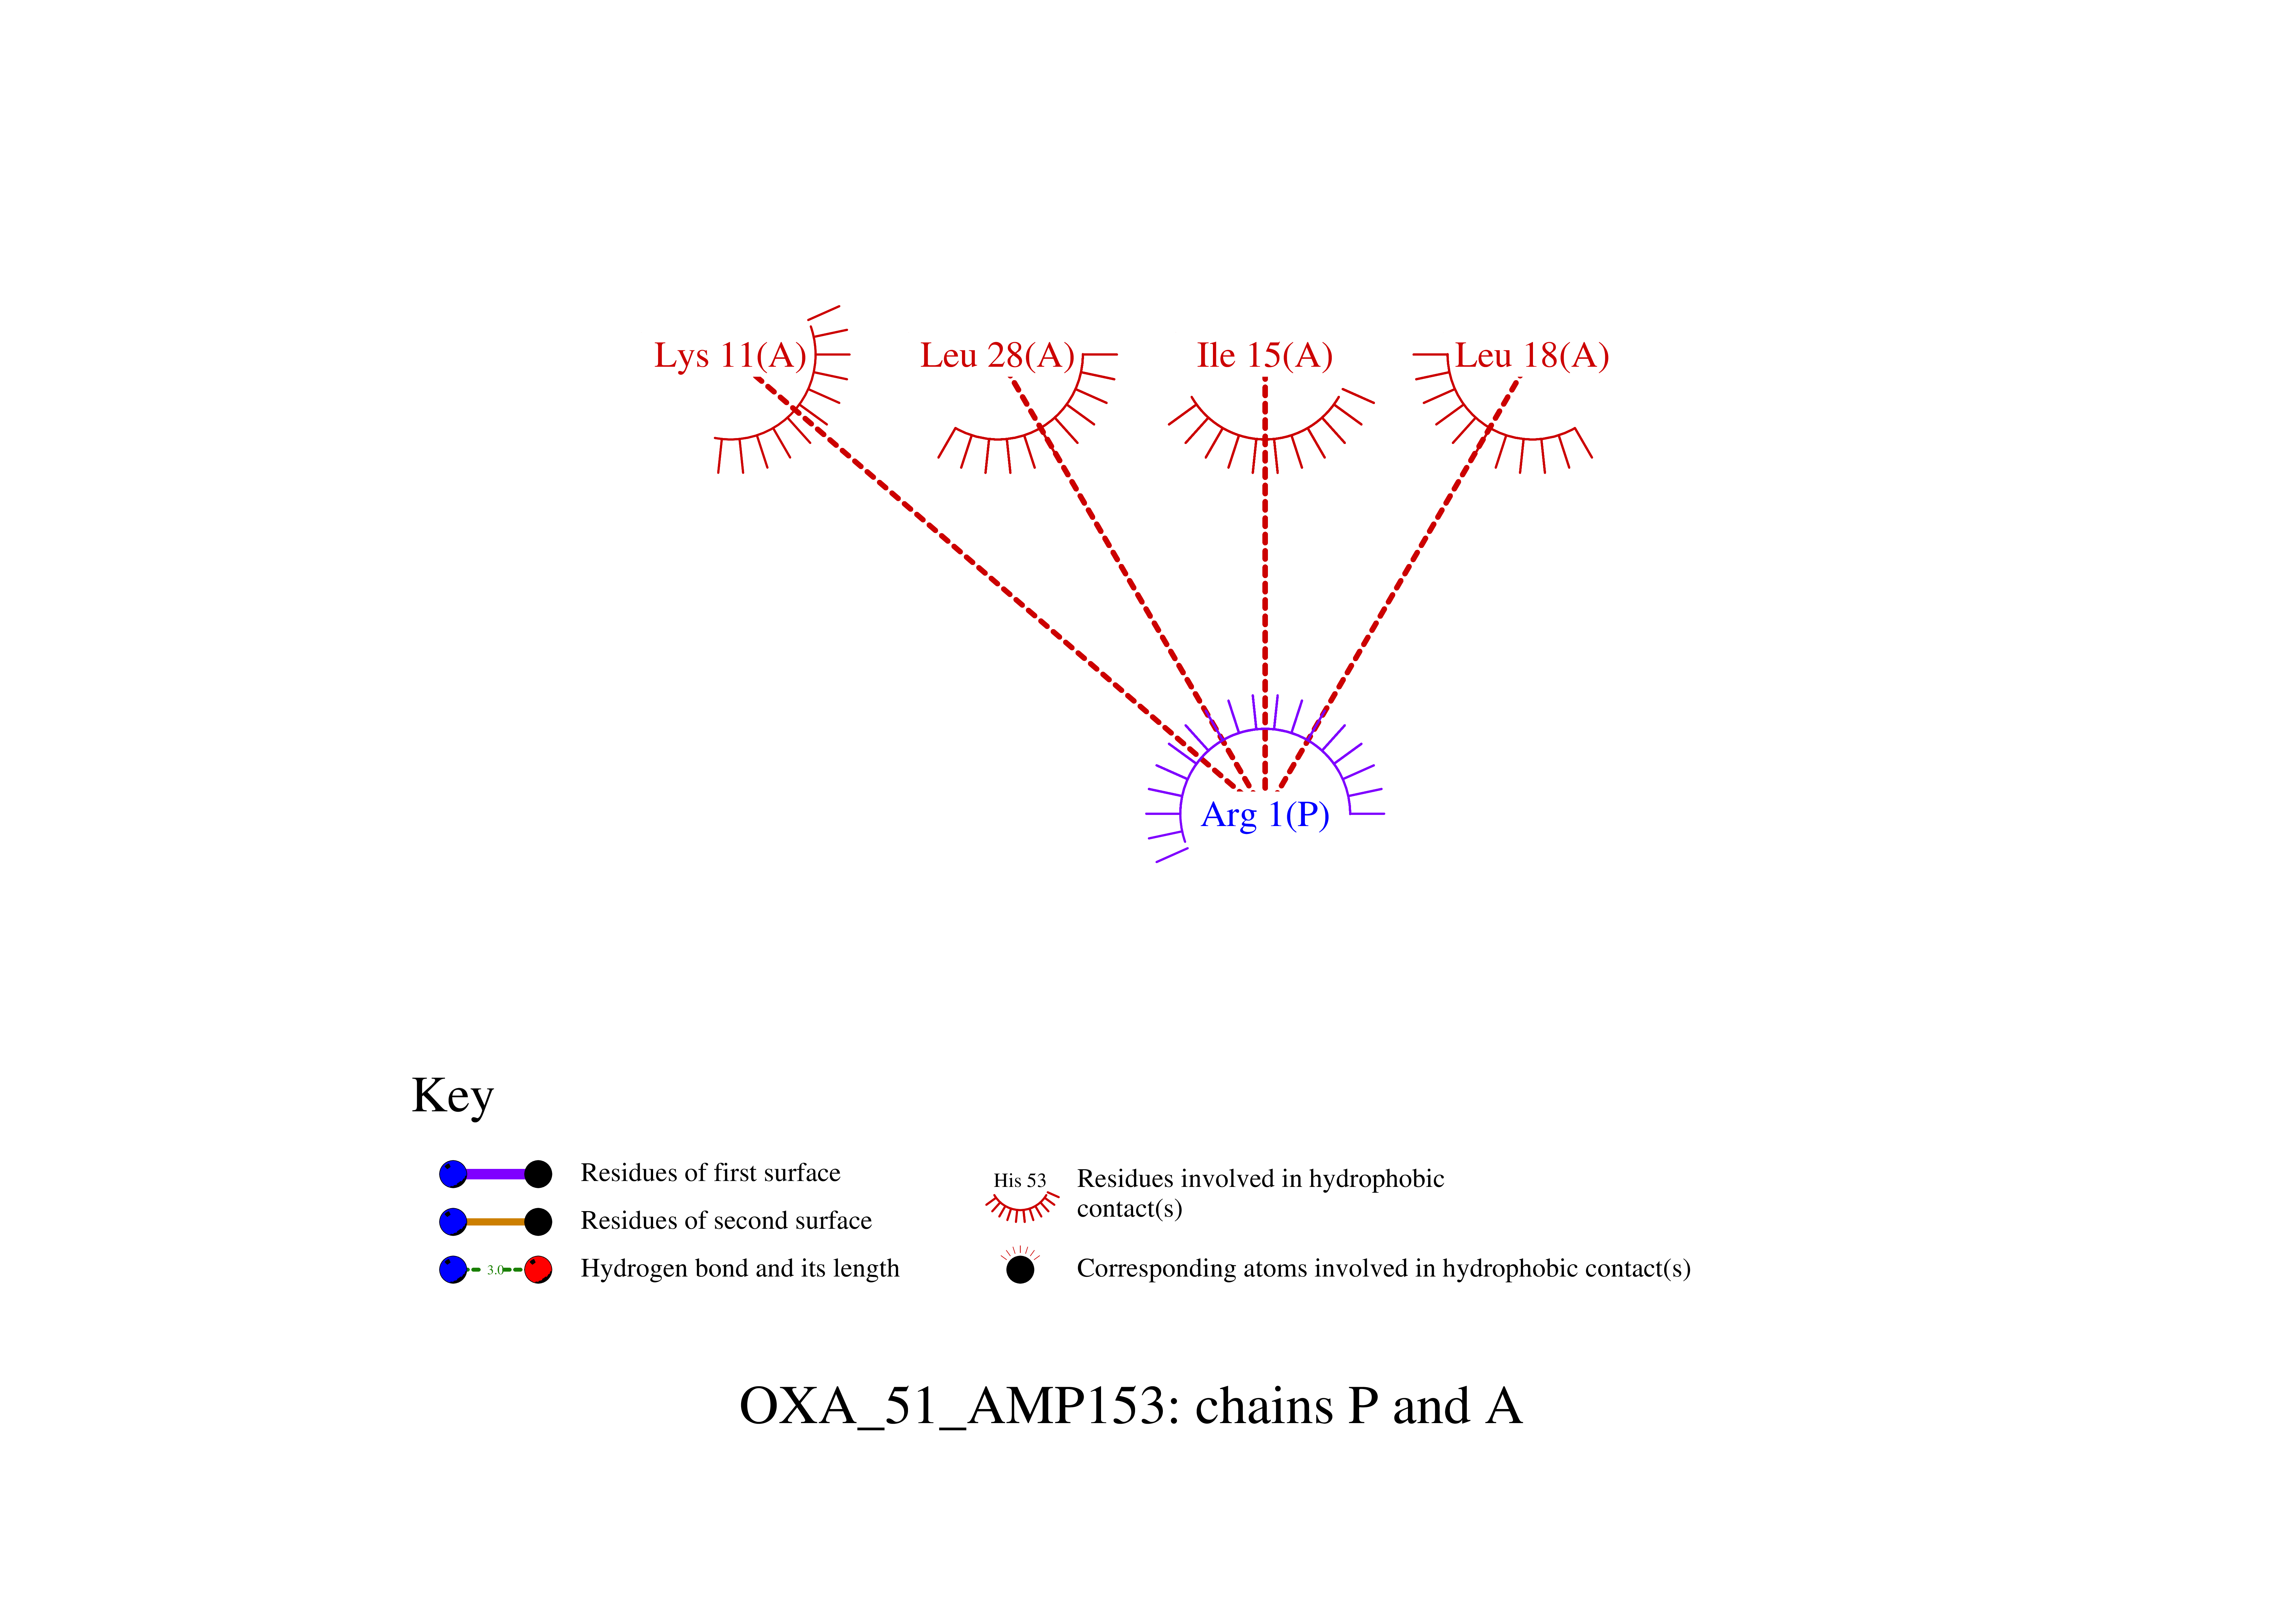 Lys 11(A) Leu 28(A) Ile 15(A) Leu 18(A)
Arg 1(P)
Key
Residues of first surface
Residues of second surface
3.0
Hydrogen bond and its length
His 53
Residues involved in hydrophobic
contact(s)
Corresponding atoms involved in hydrophobic contact(s)
OXA_51_AMP153: chains P and A